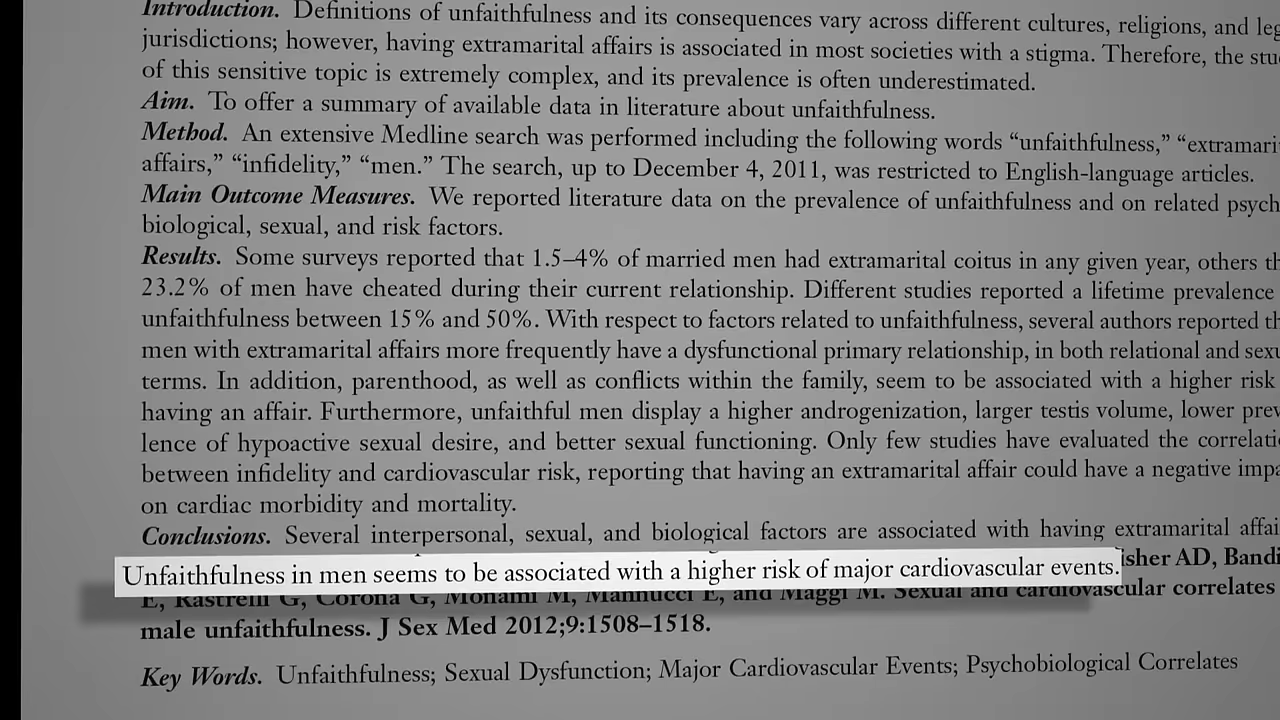 Introduction. Definitions of unfaithfulness and its consequences vary across different cultures, religions, and
jurisdictions; however, having extramarital affairs is associated in most societies with a stigma. Therefore, the
of this sensitive topic is extremely complex, and its prevalence is often underestimated.
Aim. To offer a summary of available data in literature about unfaithfulness.
Method. An extensive Medline search was performed including the following words “unfaithfulness,”
affairs,” “infidelity,” “men.” The search, up to December 4, 2011, was restricted to English-language articles.
Main Outcome Measures. We reported literature data on the prevalence of unfaithfulness and on related
biological, sexual, and risk factors.
Results. Some surveys reported that 1.5–4% of married men had extramarital coitus in any given year, others
23.2% of men have cheated during their current relationship. Different studies reported a lifetime prevalence
unfaithfulness between 15% and 50%. With respect to factors related to unfaithfulness, several authors reported
men with extramarital affairs more frequently have a dysfunctional primary relationship, in both relational and
terms. In addition, parenthood, as well as conflicts within the family, seem to be associated with a higher risk
having an affair. Furthermore, unfaithful men display a higher androgenization, larger testis volume, lower
lence of hypoactive sexual desire, and better sexual functioning. Only few studies have evaluated the
between infidelity and cardiovascular risk, reporting that having an extramarital affair could have a negative
on cardiac morbidity and mortality.
Conclusions. Several interpersonal, sexual, and biological factors are associated with having extramarital
Unfaithfulness in men seems to be associated with a higher risk of major cardiovascular events. AD,
E, Rastrelli G, Corona G, Monami M, Mannucci E, and Maggi M. Sexual and cardiovascular correlates
male unfaithfulness. J Sex Med 2012;9:1508–1518.
Key Words. Unfaithfulness; Sexual Dysfunction; Major Cardiovascular Events; Psychobiological Correlates